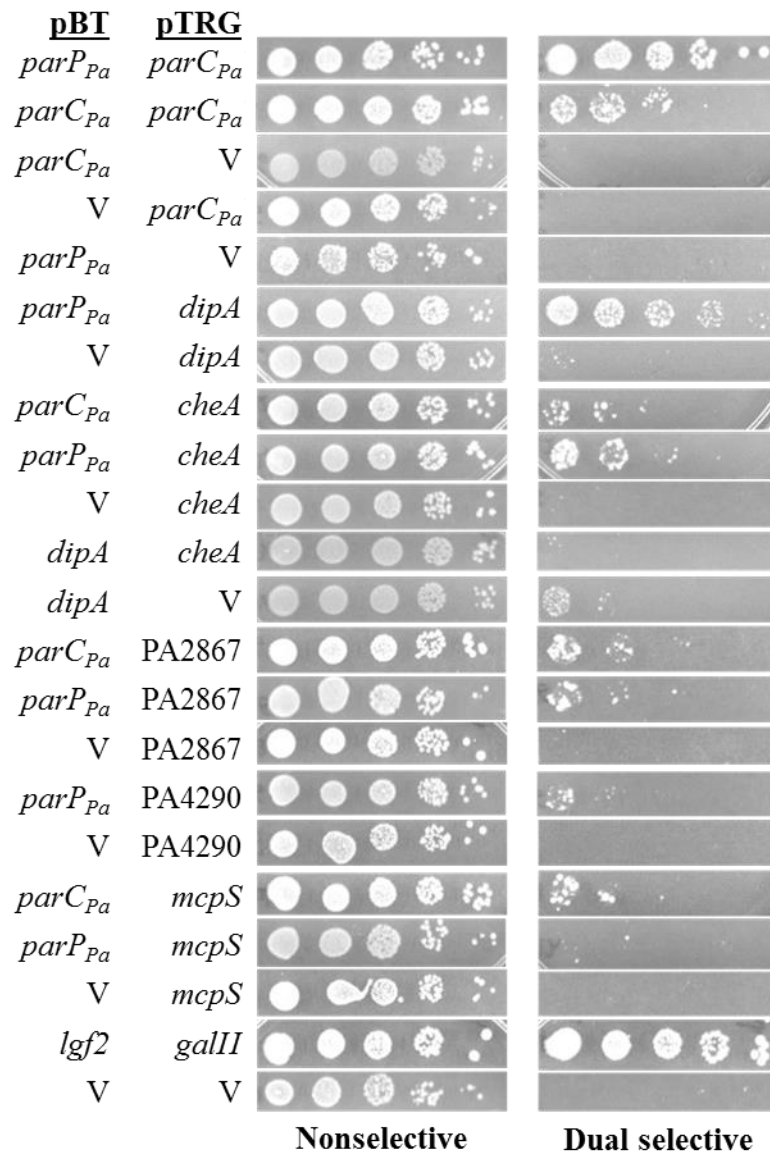 pBT pTRG
parP_Pa parC_Pa
parC_Pa parC_Pa
parC_Pa V
V parC_Pa
parP_Pa V
parP_Pa dipA
V dipA
parC_Pa cheA
parP_Pa cheA
V cheA
dipA cheA
dipA V
parC_Pa PA2867
parP_Pa PA2867
V PA2867
parP_Pa PA4290
V PA4290
parC_Pa mcpS
parP_Pa mcpS
V mcpS
lgf2 galII
V V
Nonselective Dual selective